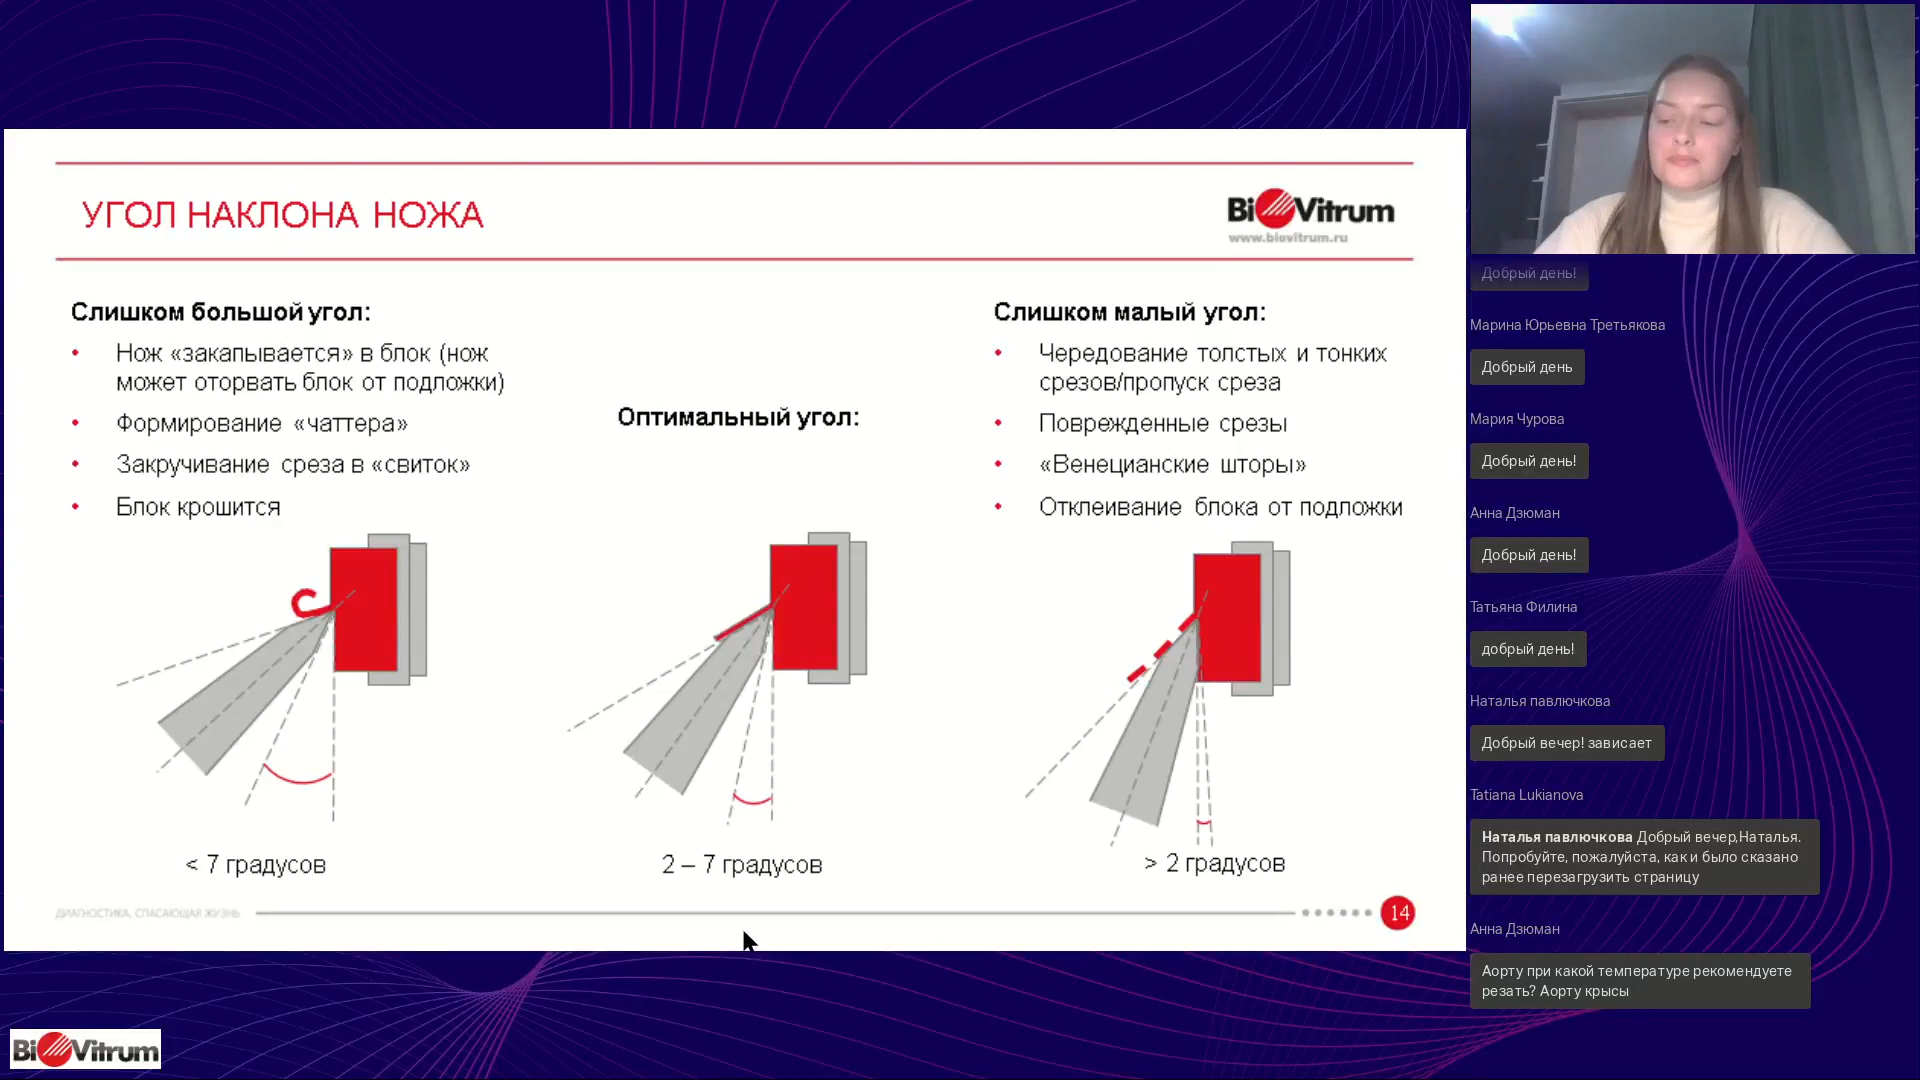 УГОЛ НАКЛОНА НОЖА
BioVitrum
www.biovitrum.ru
Слишком большой угол:
• Нож «закапывается» в блок (нож
может оторвать блок от подложки)
• Формирование «чаттера»
• Закручивание среза в «свиток»
• Блок крошится
Оптимальный угол:
Слишком малый угол:
• Чередование толстых и тонких
срезов/пропуск среза
• Поврежденные срезы
• «Венецианские шторы»
• Отклеивание блока от подложки
< 7 градусов
2 – 7 градусов
> 2 градусов
ДИАГНОСТИКА, СПАСАЮЩАЯ ЖИЗНЬ
14
BioVitrum
Добрый день!
Марина Юрьевна Третьякова
Добрый день
Мария Чурова
Добрый день!
Анна Дзюман
Добрый день!
Татьяна Филина
добрый день!
Наталья павлючкова
Добрый вечер! зависает
Tatiana Lukianova
Наталья павлючкова Добрый вечер,Наталья.
Попробуйте, пожалуйста, как и было сказано
ранее перезагрузить страницу
Анна Дзюман
Аорту при какой температуре рекомендуете
резать? Аорту крысы